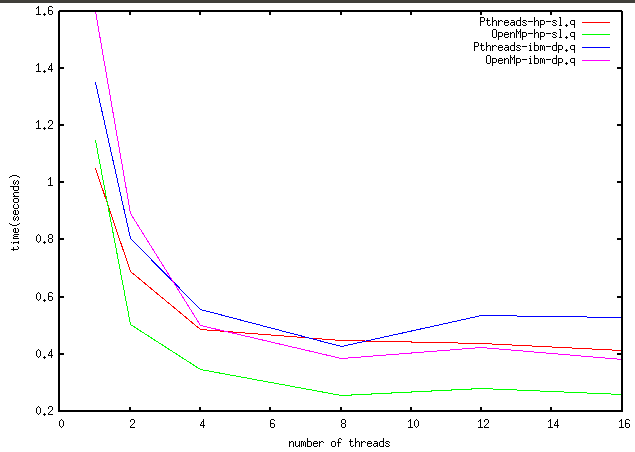 1.6
Pthreads-hp-sl.q
OpenMp-hp-sl.q
Pthreads-ibm-dp.q
OpenMp-ibm-dp.q
1.4
1.2
1
time(seconds)
0.8
0.6
0.4
0.2
0 2 4 6 8 10 12 14 16
number of threads